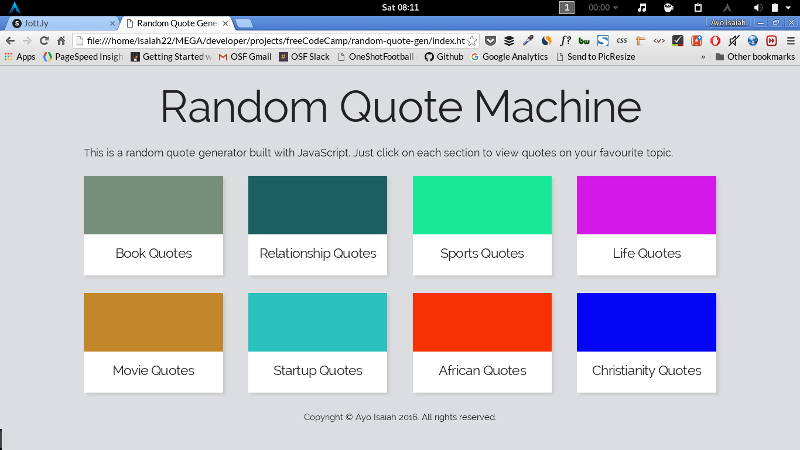 Sat 08:11
1
00:00
Jott.ly
Random Quote Gene
Ayo Isaiah
file:///home/isaiah22/MEGA/developer/projects/freeCodeCamp/random-quote-gen/index.ht
Apps
PageSpeed Insigh
Getting Started w
OSF Gmail
OSF Slack
OneShotFootball
Github
Google Analytics
Send to PicResize
»
Other bookmarks
Random Quote Machine
This is a random quote generator built with JavaScript. Just click on each section to view quotes on your favourite topic.
Book Quotes
Relationship Quotes
Sports Quotes
Life Quotes
Movie Quotes
Startup Quotes
African Quotes
Christianity Quotes
Copyright © Ayo Isaiah 2016. All rights reserved.